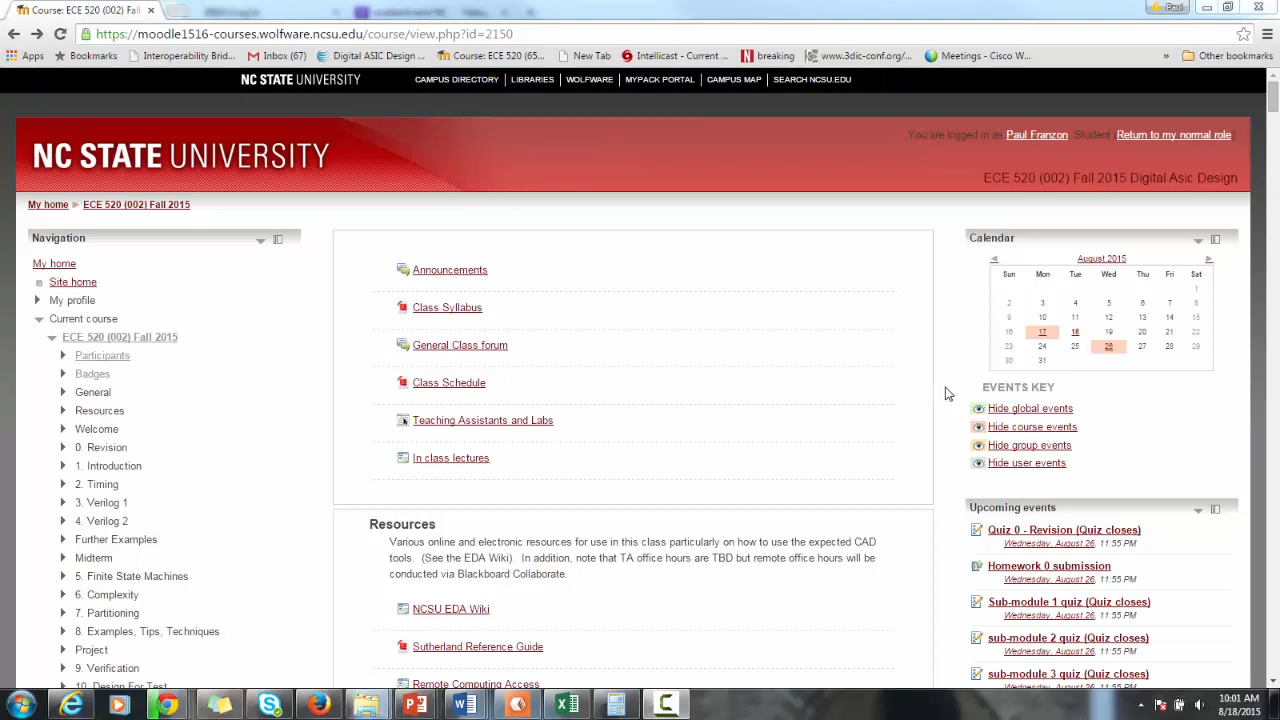 Course: ECE 520 (002) Fall
Paul
https://moodle1516-courses.wolfware.ncsu.edu/course/view.php?id=2150
Apps
Bookmarks
Interoperability Brid...
Inbox (67)
Digital ASIC Design ...
Course: ECE 520 (65...
New Tab
Intellicast - Current ...
breaking
www.3dic-conf.org/...
Meetings - Cisco W...
»
Other bookmarks
NC STATE UNIVERSITY
CAMPUS DIRECTORY
LIBRARIES
WOLFWARE
MYPACK PORTAL
CAMPUS MAP
SEARCH NCSU.EDU
NC STATE UNIVERSITY
You are logged in as Paul Franzon: Student (Return to my normal role)
ECE 520 (002) Fall 2015 Digital Asic Design
My home ► ECE 520 (002) Fall 2015
Navigation
My home
Site home
My profile
Current course
ECE 520 (002) Fall 2015
Participants
Badges
General
Resources
Welcome
0. Revision
1. Introduction
2. Timing
3. Verilog 1
4. Verilog 2
Further Examples
Midterm
5. Finite State Machines
6. Complexity
7. Partitioning
8. Examples, Tips, Techniques
Project
9. Verification
10. Design For Test
Announcements
Class Syllabus
General Class forum
Class Schedule
Teaching Assistants and Labs
In class lectures
Resources
Various online and electronic resources for use in this class particularly on how to use the expected CAD
tools. (See the EDA Wiki). In addition, note that TA office hours are TBD but remote office hours will be
conducted via Blackboard Collaborate.
NCSU EDA Wiki
Sutherland Reference Guide
Remote Computing Access
Calendar
August 2015
Sun Mon Tue Wed Thu Fri Sat
1
2 3 4 5 6 7 8
9 10 11 12 13 14 15
16 17 18 19 20 21 22
23 24 25 26 27 28 29
30 31
EVENTS KEY
Hide global events
Hide course events
Hide group events
Hide user events
Upcoming events
Quiz 0 - Revision (Quiz closes)
Wednesday, August 26, 11:55 PM
Homework 0 submission
Wednesday, August 26, 11:55 PM
Sub-module 1 quiz (Quiz closes)
Wednesday, August 26, 11:55 PM
sub-module 2 quiz (Quiz closes)
Wednesday, August 26, 11:55 PM
sub-module 3 quiz (Quiz closes)
10:01 AM
8/18/2015